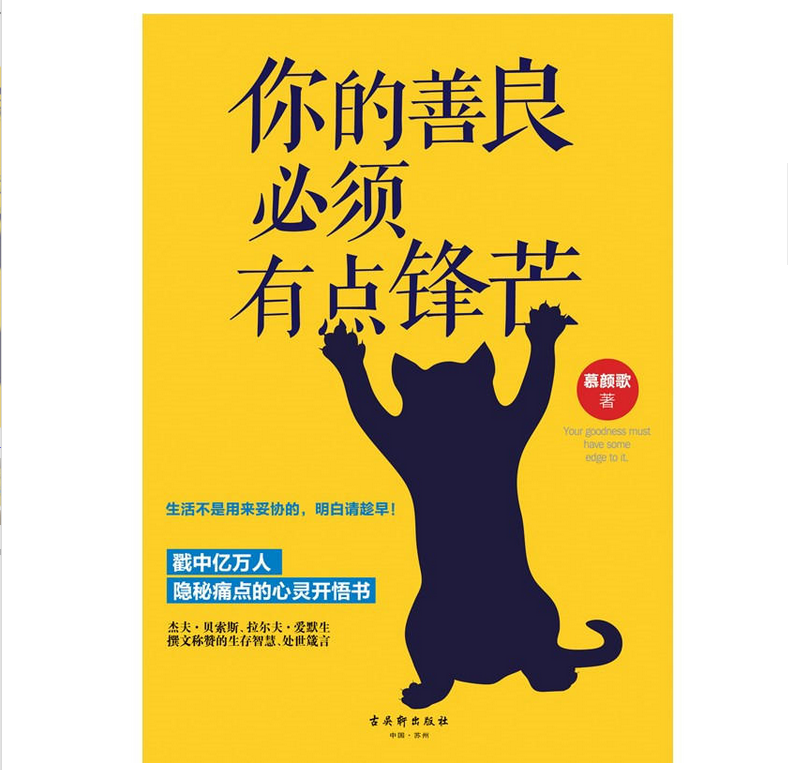 你的善良
必须
有点锋芒
慕颜歌
著
Your goodness must
have some
edge to it.
生活不是用来妥协的，明白请趁早！
戳中亿万人
隐秘痛点的心灵开悟书
杰夫·贝索斯、拉尔夫·爱默生
撰文称赞的生存智慧、处世箴言
古吴轩出版社
中国·苏州